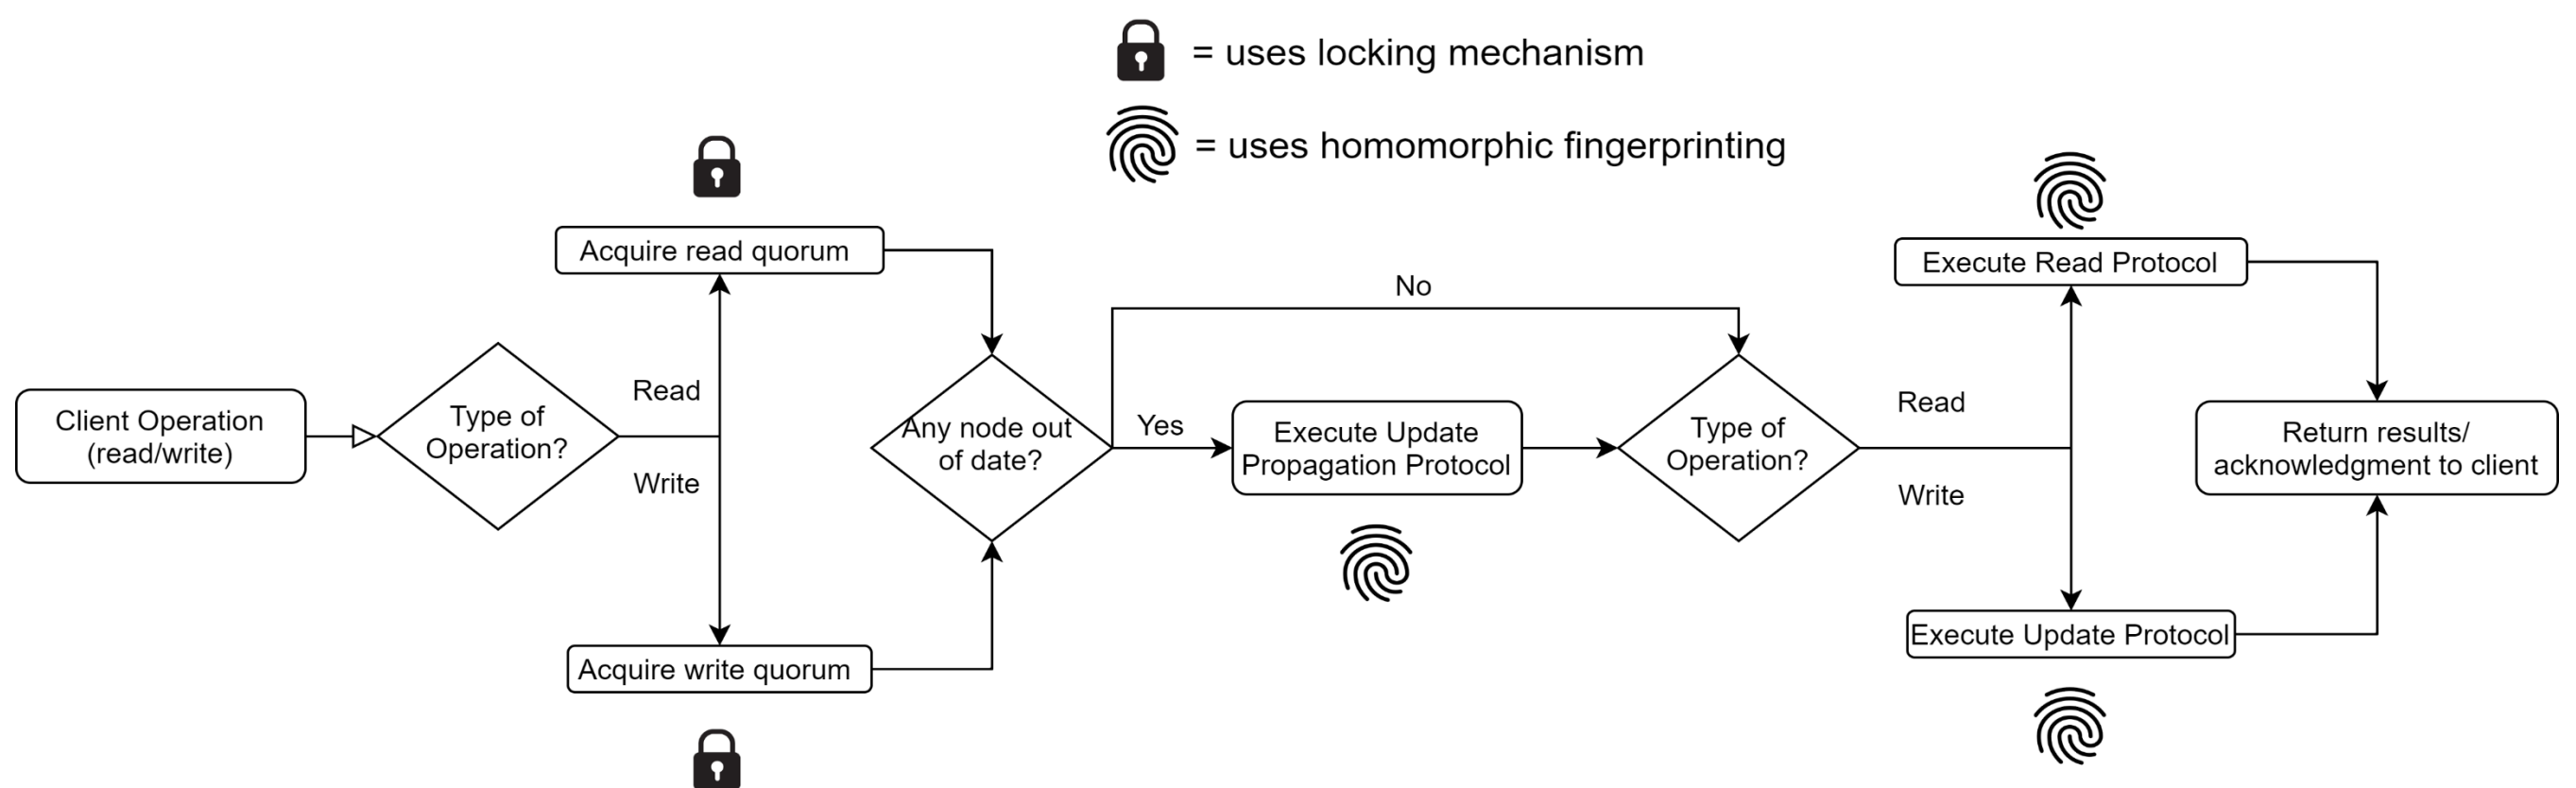 = uses locking mechanism
= uses homomorphic fingerprinting
Client Operation
(read/write)
Type of
Operation?
Read
Write
Acquire read quorum
Acquire write quorum
Any node out
of date?
No
Yes
Execute Update
Propagation Protocol
Type of
Operation?
Read
Write
Execute Read Protocol
Execute Update Protocol
Return results/
acknowledgment to client